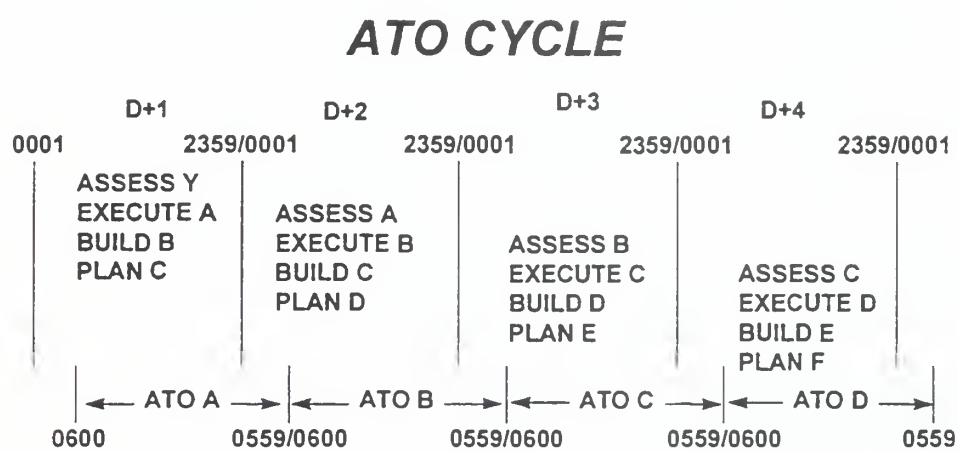 ATO CYCLE
D+1 D+2 D+3 D+4
0001 2359/0001 2359/0001 2359/0001 2359/0001
ASSESS Y
EXECUTE A
BUILD B
PLAN C
ASSESS A
EXECUTE B
BUILD C
PLAN D
ASSESS B
EXECUTE C
BUILD D
PLAN E
ASSESS C
EXECUTE D
BUILD E
PLAN F
ATO A ATO B ATO C ATO D
0600 0559/0600 0559/0600 0559/0600 0559